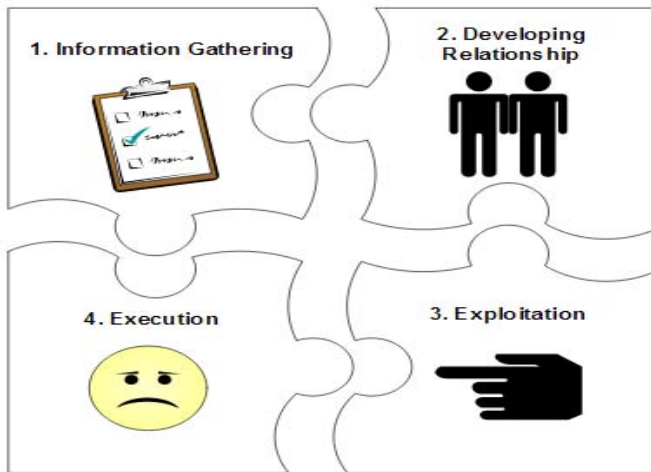 1. Information Gathering
2. Developing
Relationship
4. Execution
3. Exploitation